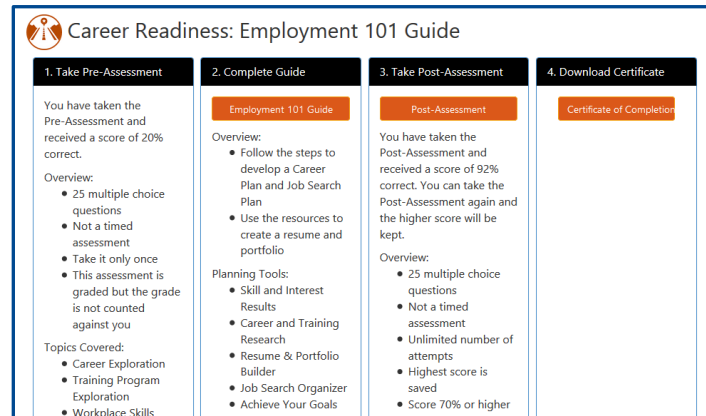 Career Readiness: Employment 101 Guide
1. Take Pre-Assessment
You have taken the
Pre-Assessment and
received a score of 20%
correct.
Overview:
• 25 multiple choice
questions
• Not a timed
assessment
• Take it only once
• This assessment is
graded but the grade
is not counted
against you
Topics Covered:
• Career Exploration
• Training Program
Exploration
• Workplace Skills
2. Complete Guide
Employment 101 Guide
Overview:
• Follow the steps to
develop a Career
Plan and Job Search
Plan
• Use the resources to
create a resume and
portfolio
Planning Tools:
• Skill and Interest
Results
• Career and Training
Research
• Resume & Portfolio
Builder
• Job Search Organizer
• Achieve Your Goals
3. Take Post-Assessment
Post-Assessment
You have taken the
Post-Assessment and
received a score of 92%
correct. You can take the
Post-Assessment again and
the higher score will be
kept.
Overview:
• 25 multiple choice
questions
• Not a timed
assessment
• Unlimited number of
attempts
• Highest score is
saved
• Score 70% or higher
4. Download Certificate
Certificate of Completion